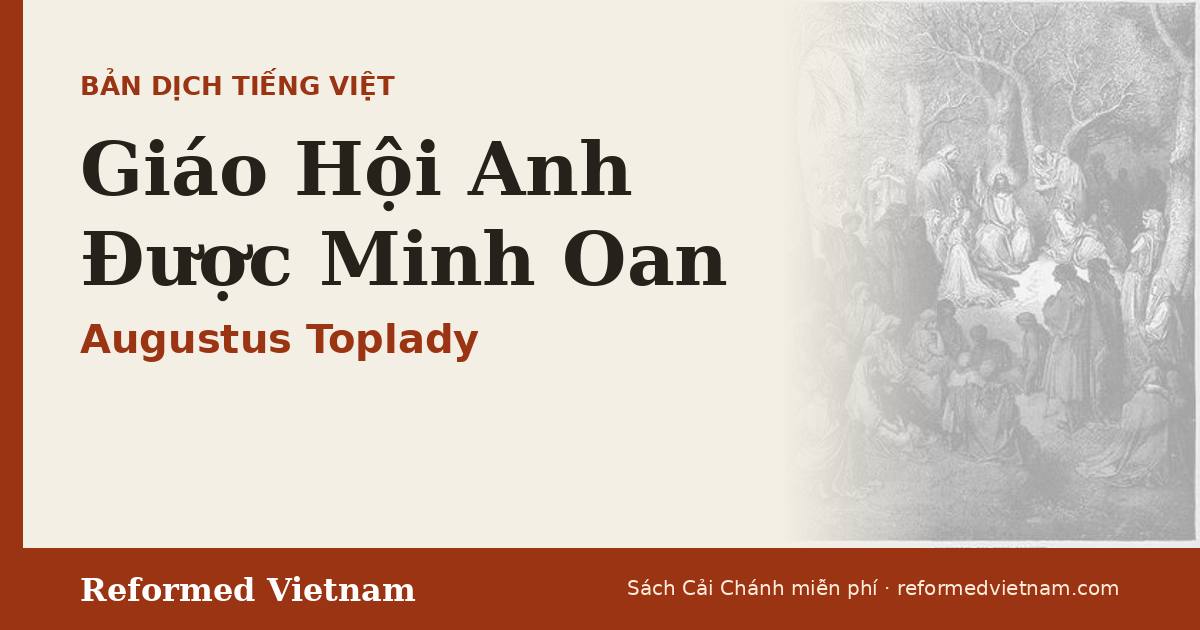 BẢN DỊCH TIẾNG VIỆT
Giáo Hội Anh
Được Minh Oan
Augustus Toplady
Reformed Vietnam
Sách Cải Chánh miễn phí · reformedvietnam.com